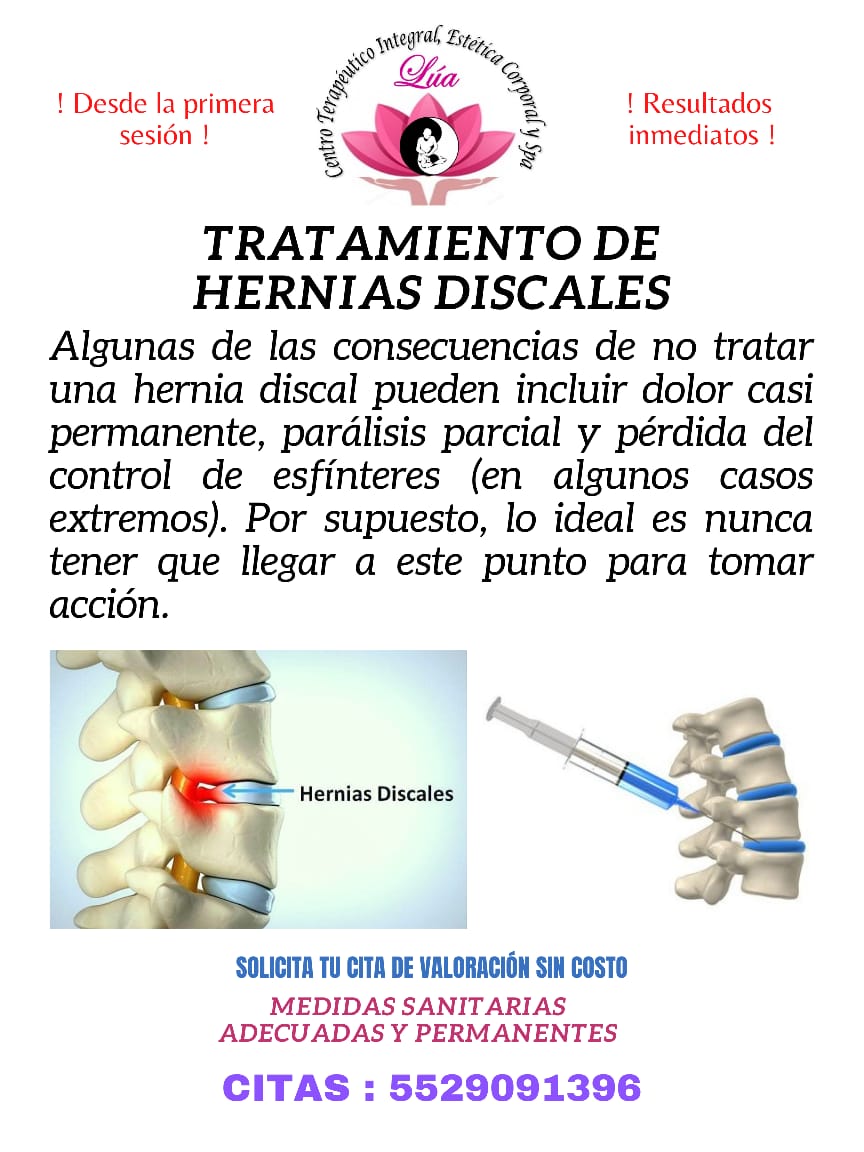 Centro Terapéutico Integral, Estética Corporal y Spa
Lúa
! Desde la primera
sesión !
! Resultados
inmediatos !
TRATAMIENTO DE
HERNIAS DISCALES
Algunas de las consecuencias de no tratar
una hernia discal pueden incluir dolor casi
permanente, parálisis parcial y pérdida del
control de esfínteres (en algunos casos
extremos). Por supuesto, lo ideal es nunca
tener que llegar a este punto para tomar
acción.
Hernias Discales
SOLICITA TU CITA DE VALORACIÓN SIN COSTO
MEDIDAS SANITARIAS
ADECUADAS Y PERMANENTES
CITAS : 5529091396